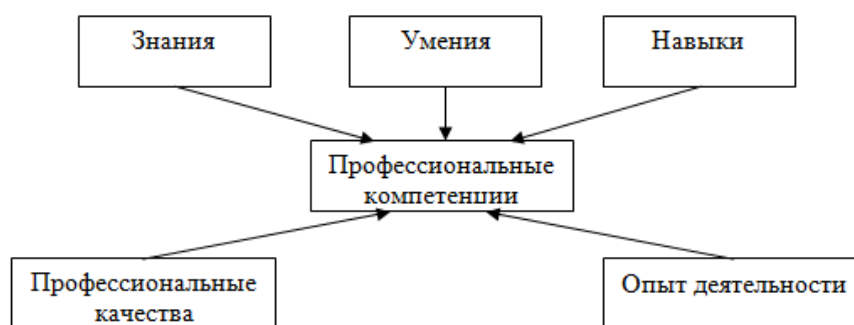 Знания
Умения
Навыки
Профессиональные
компетенции
Профессиональные
качества
Опыт деятельности